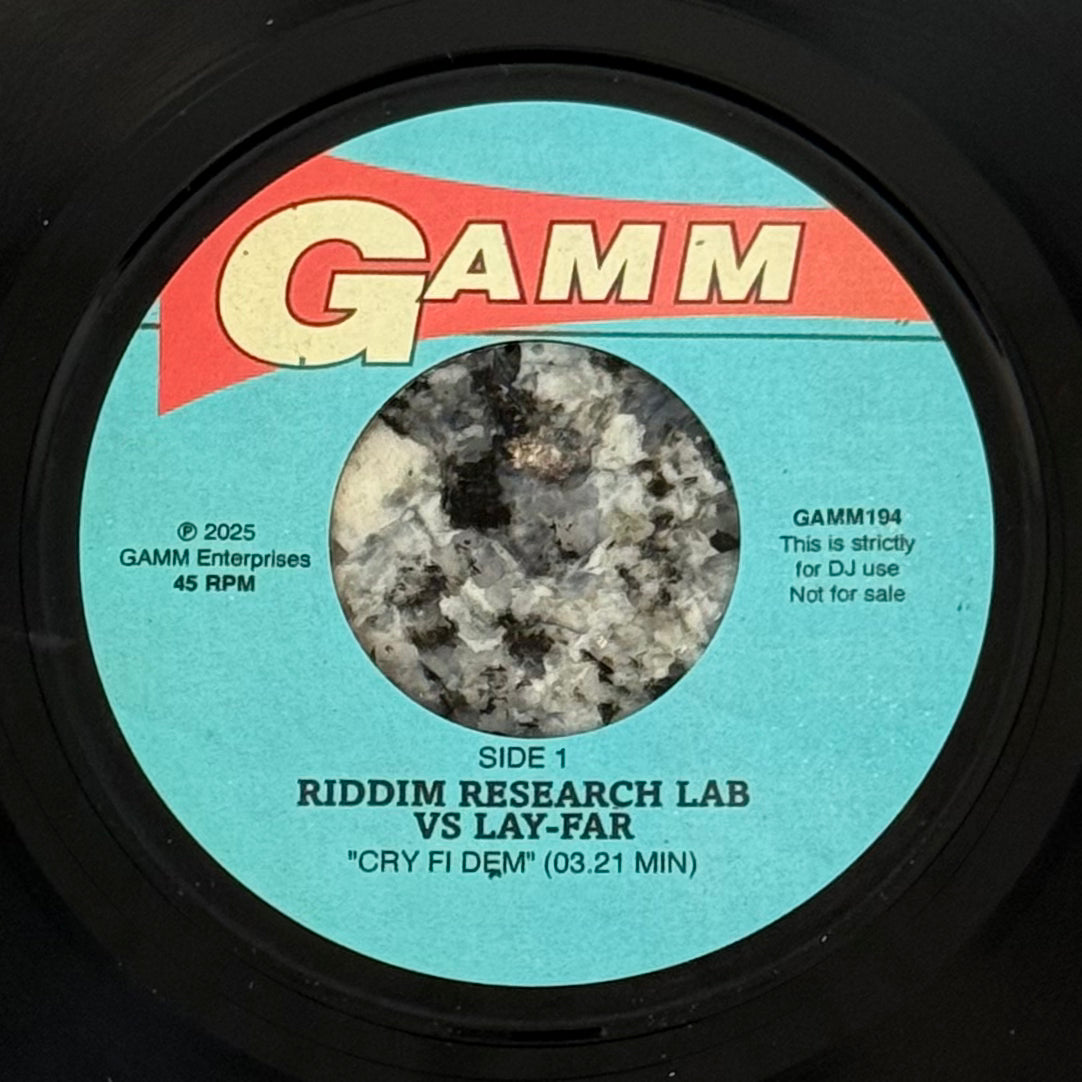 GAMM
℗ 2025
GAMM Enterprises
45 RPM
GAMM194
This is strictly
for DJ use
Not for sale
SIDE 1
RIDDIM RESEARCH LAB
VS LAY-FAR
"CRY FI DEM" (03.21 MIN)